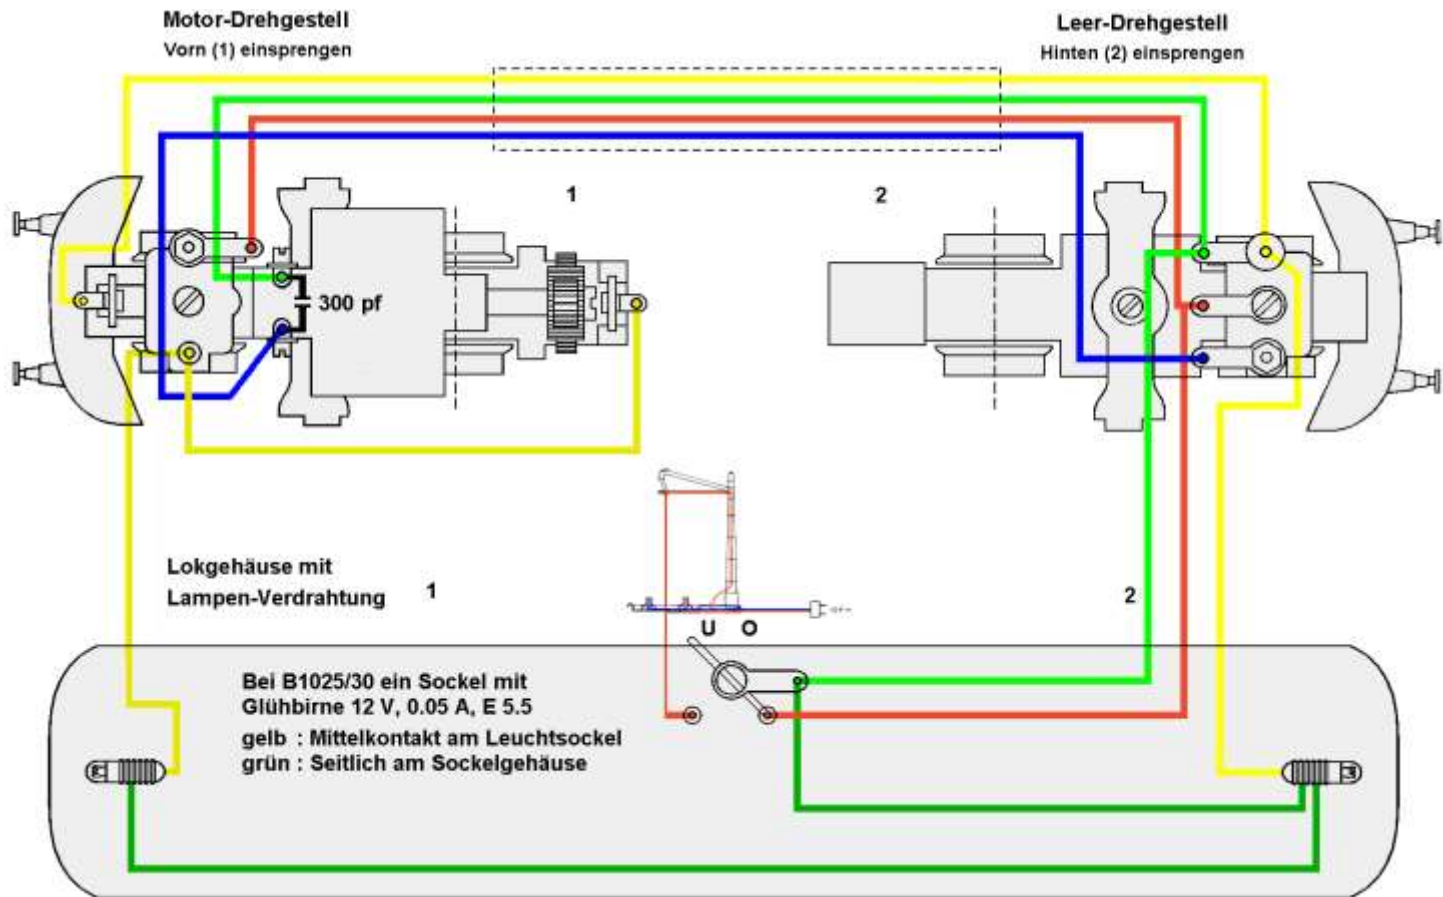 Motor-Drehgestell
Vorn (1) einsprengen
Leer-Drehgestell
Hinten (2) einsprengen
1
2
300 pf
Lokgehäuse mit
Lampen-Verdrahtung
1
2
U O
Bei B1025/30 ein Sockel mit
Glühbirne 12 V, 0.05 A, E 5.5
gelb : Mittelkontakt am Leuchtsockel
grün : Seitlich am Sockelgehäuse